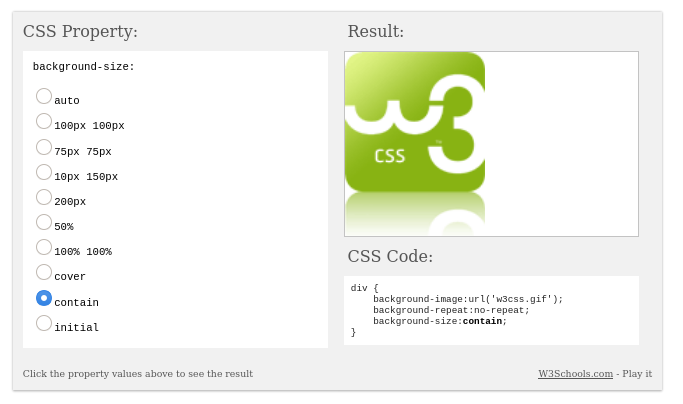 CSS Property:
background-size:
auto
100px 100px
75px 75px
10px 150px
200px
50%
100% 100%
cover
contain
initial
Result:
W3
CSS
™
CSS Code:
div {
    background-image:url('w3css.gif');
    background-repeat:no-repeat;
    background-size:contain;
}
Click the property values above to see the result
W3Schools.com - Play it